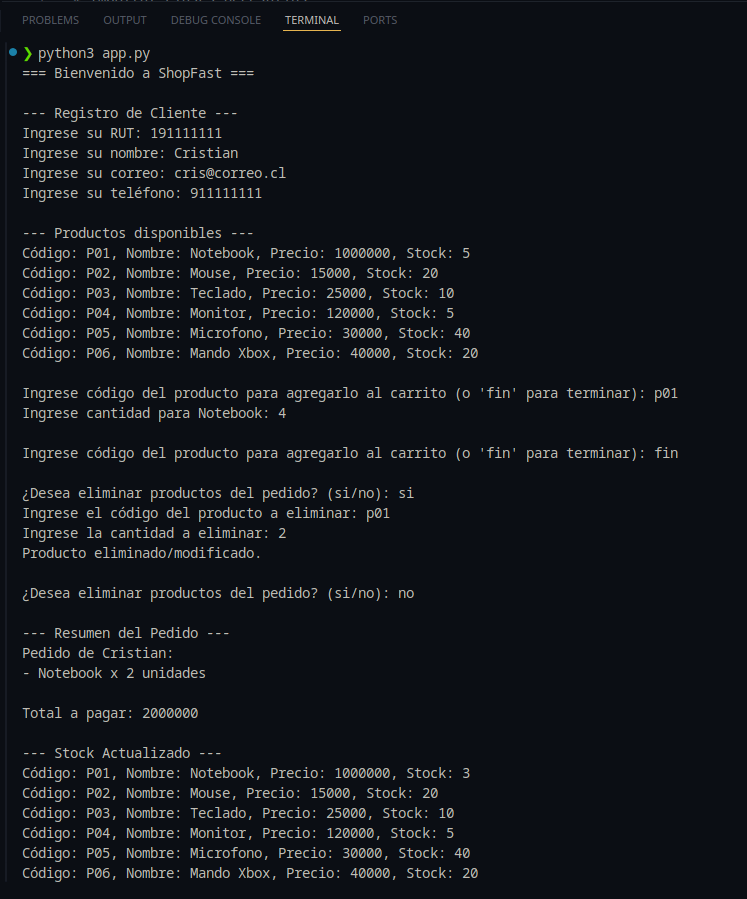 PROBLEMS OUTPUT DEBUG CONSOLE TERMINAL PORTS
❯ python3 app.py
=== Bienvenido a ShopFast ===
--- Registro de Cliente ---
Ingrese su RUT: 191111111
Ingrese su nombre: Cristian
Ingrese su correo: cris@correo.cl
Ingrese su teléfono: 911111111
--- Productos disponibles ---
Código: P01, Nombre: Notebook, Precio: 1000000, Stock: 5
Código: P02, Nombre: Mouse, Precio: 15000, Stock: 20
Código: P03, Nombre: Teclado, Precio: 25000, Stock: 10
Código: P04, Nombre: Monitor, Precio: 120000, Stock: 5
Código: P05, Nombre: Microfono, Precio: 30000, Stock: 40
Código: P06, Nombre: Mando Xbox, Precio: 40000, Stock: 20
Ingrese código del producto para agregarlo al carrito (o 'fin' para terminar): p01
Ingrese cantidad para Notebook: 4
Ingrese código del producto para agregarlo al carrito (o 'fin' para terminar): fin
¿Desea eliminar productos del pedido? (si/no): si
Ingrese el código del producto a eliminar: p01
Ingrese la cantidad a eliminar: 2
Producto eliminado/modificado.
¿Desea eliminar productos del pedido? (si/no): no
--- Resumen del Pedido ---
Pedido de Cristian:
- Notebook x 2 unidades
Total a pagar: 2000000
--- Stock Actualizado ---
Código: P01, Nombre: Notebook, Precio: 1000000, Stock: 3
Código: P02, Nombre: Mouse, Precio: 15000, Stock: 20
Código: P03, Nombre: Teclado, Precio: 25000, Stock: 10
Código: P04, Nombre: Monitor, Precio: 120000, Stock: 5
Código: P05, Nombre: Microfono, Precio: 30000, Stock: 40
Código: P06, Nombre: Mando Xbox, Precio: 40000, Stock: 20